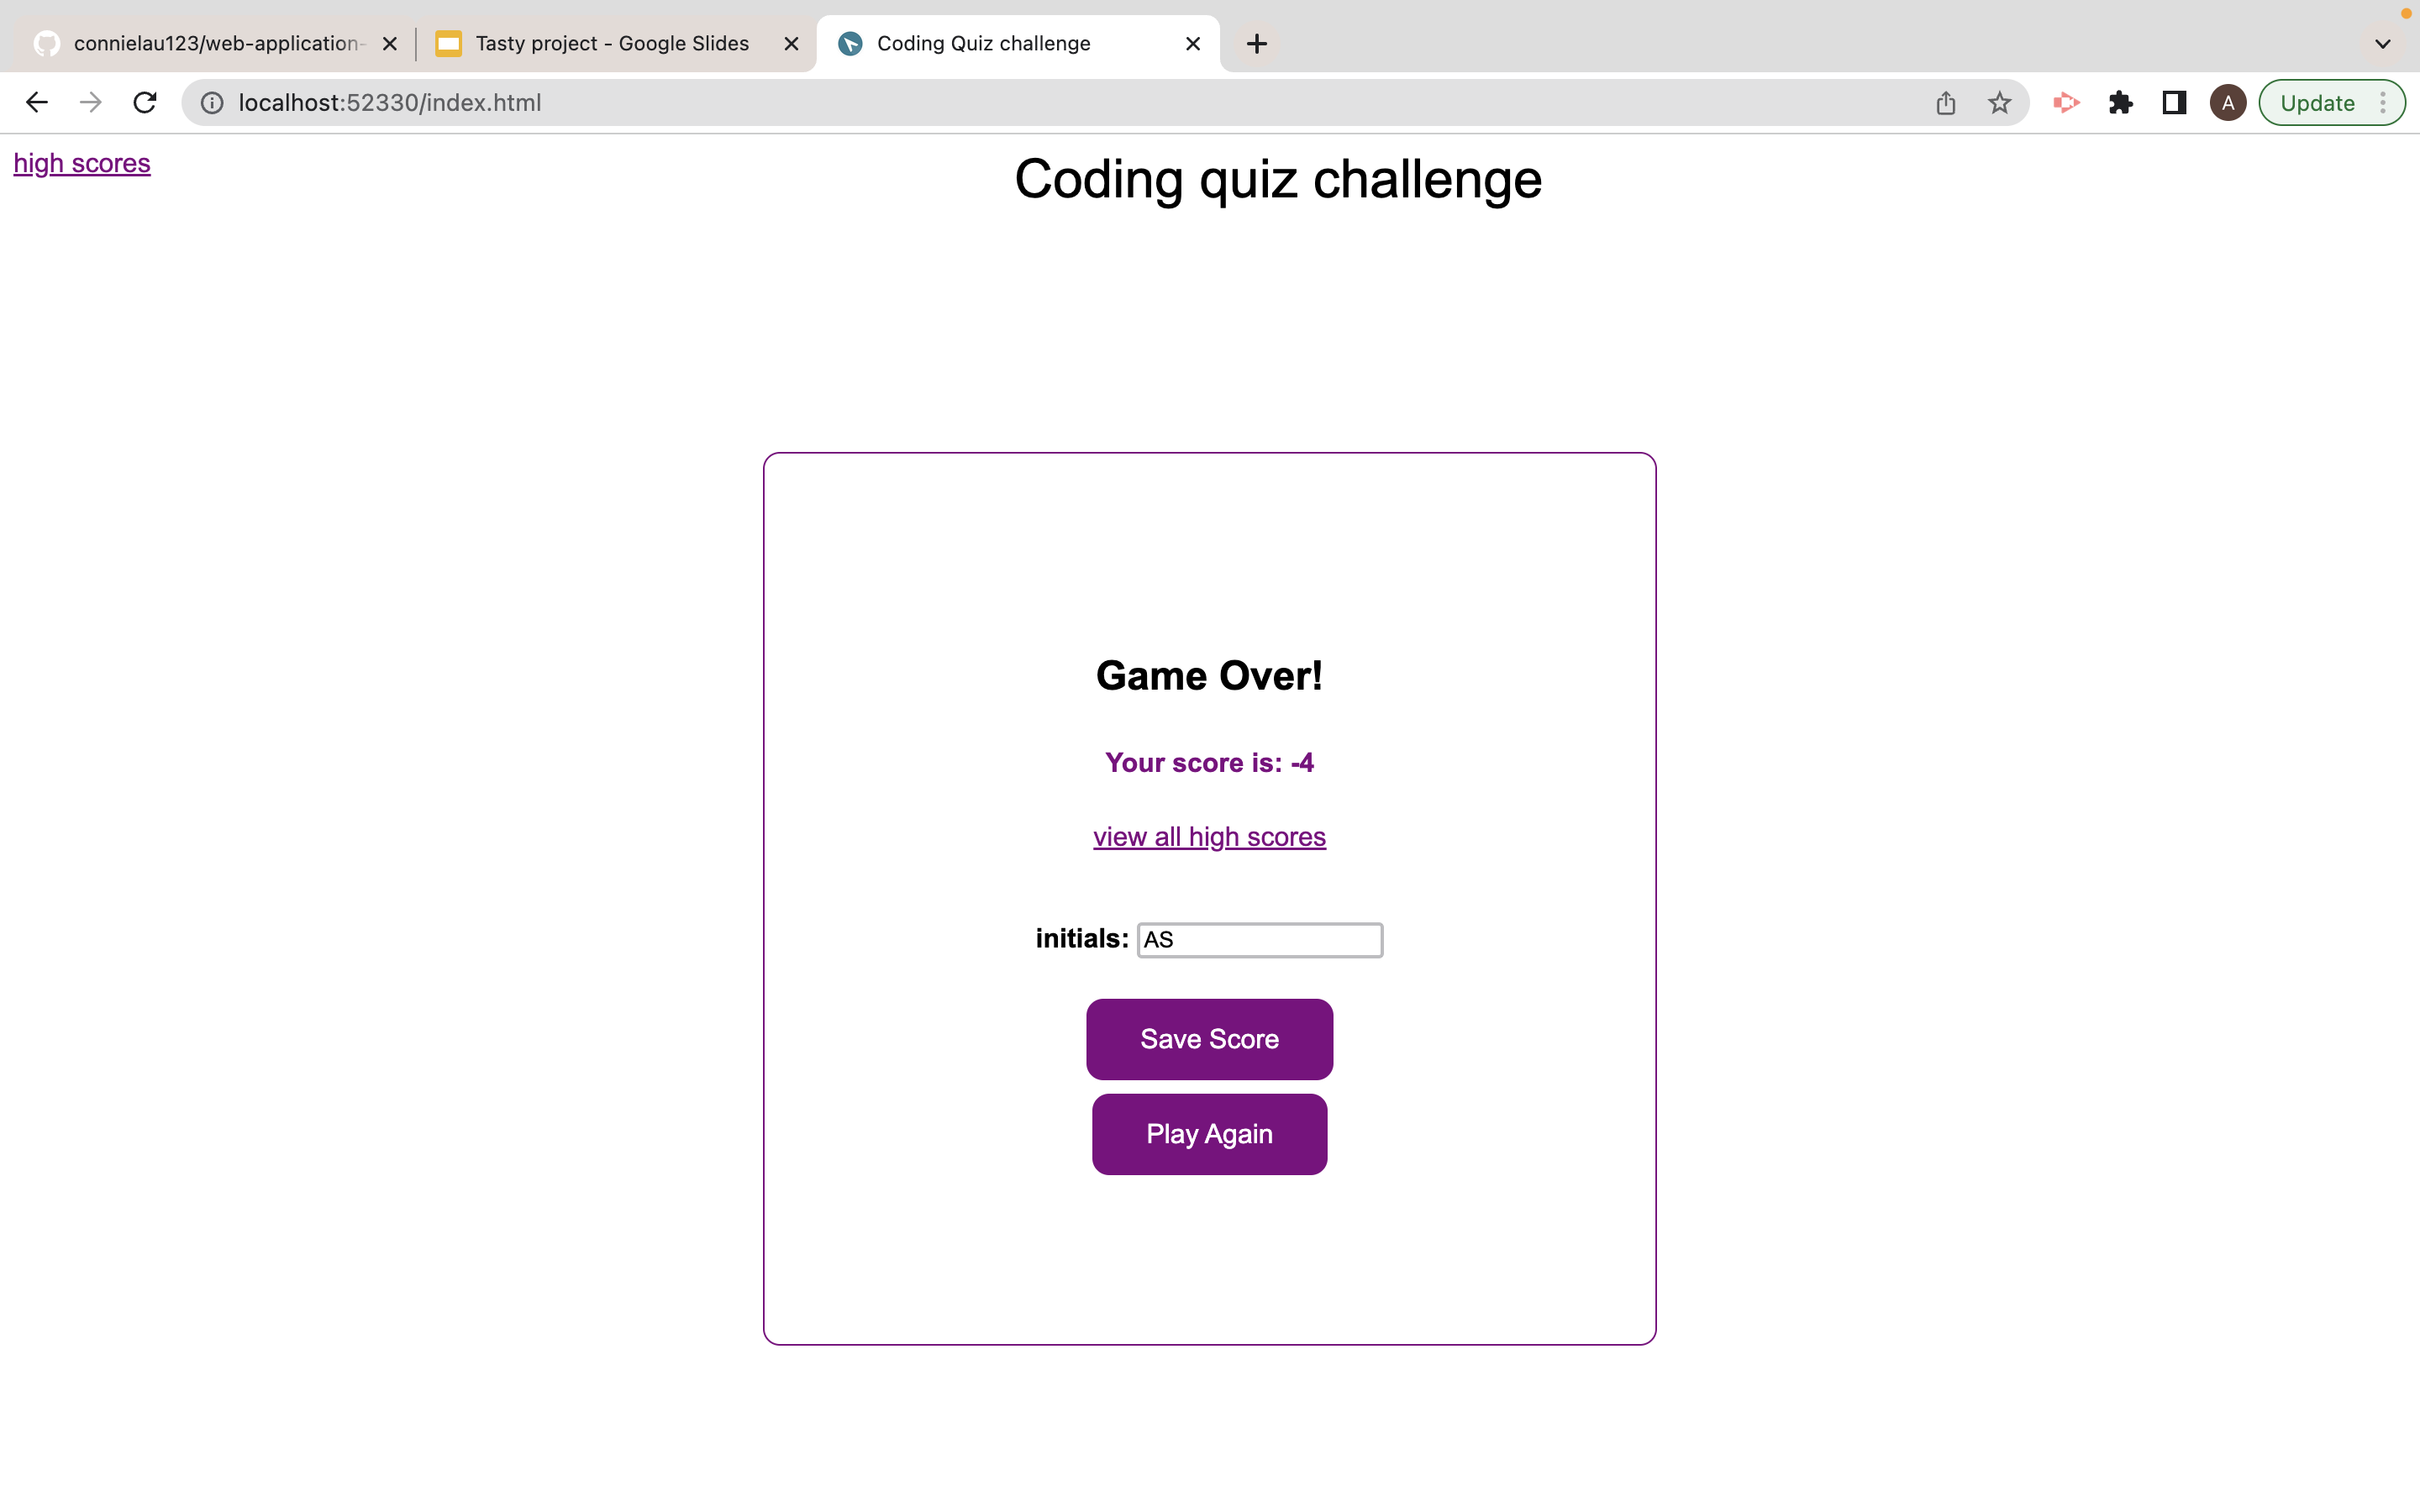 connielau123/web-application-
Tasty project - Google Slides
Coding Quiz challenge
localhost:52330/index.html
A
Update
high scores
Coding quiz challenge
Game Over!
Your score is: -4
view all high scores
initials: AS
Save Score
Play Again